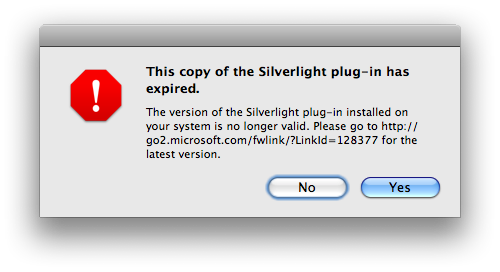 This copy of the Silverlight plug-in has
expired.
The version of the Silverlight plug-in installed on
your system is no longer valid. Please go to http://
go2.microsoft.com/fwlink/?LinkId=128377 for the
latest version.
No Yes